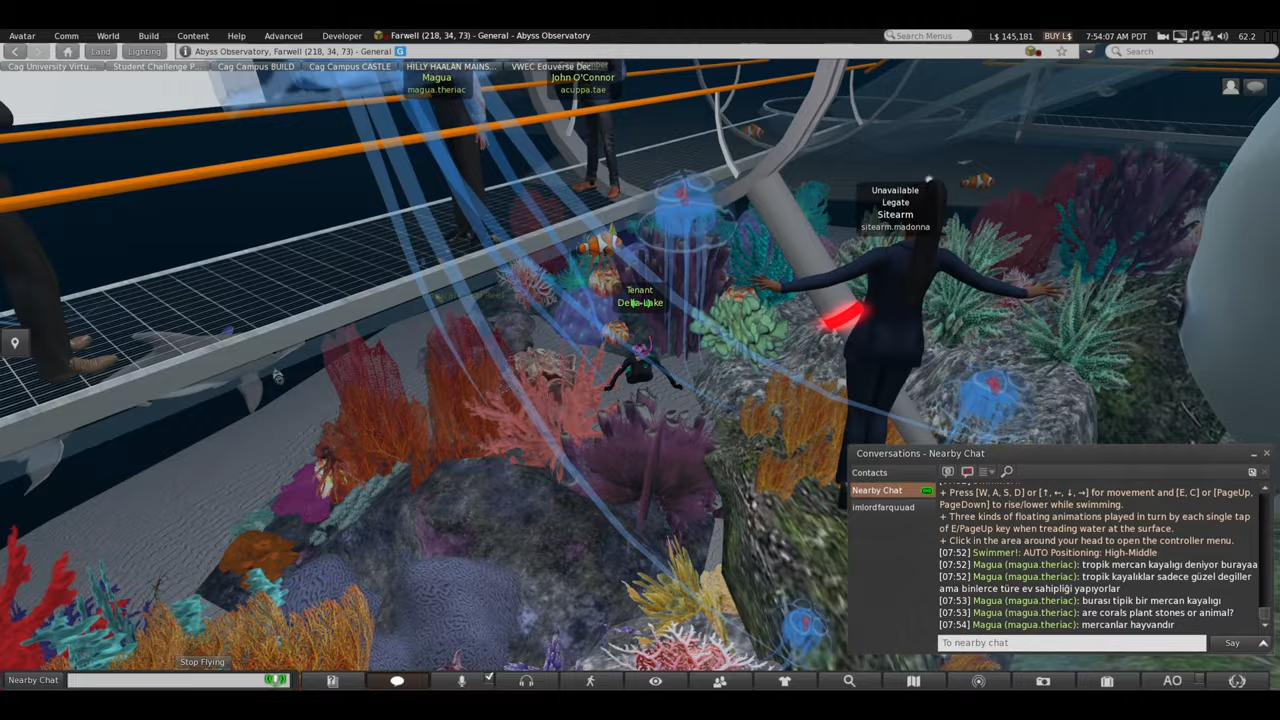 Avatar Comm World Build Content Help Advanced Developer Farwell (218, 34, 73) - General - Abyss Observatory Search Menus L$ 145,181 BUY L$ 7:54:07 AM PDT 62.2
Land Lighting Abyss Observatory, Farwell (218, 34, 73) - General G Search
Cag University Virtu... Student Challenge P... Cag Campus BUILD Cag Campus CASTLE HILLY HAALAN MAINS... VWEC Eduverse Dec
Magua
magua.theriac
John O'Connor
acuppa.tae
Unavailable
Legate
Sitearm
sitearm.madonna
Tenant
Delia Lake
Conversations - Nearby Chat
Contacts
Nearby Chat
imlordfarquuad
+ Press [W, A, S, D] or [↑, ←, ↓, →] for movement and [E, C] or [PageUp,
PageDown] to rise/lower while swimming.
+ Three kinds of floating animations played in turn by each single tap
of E/PageUp key when treading water at the surface.
+ Click in the area around your head to open the controller menu.
[07:52] Swimmer!: AUTO Positioning: High-Middle
[07:52] Magua (magua.theriac): tropik mercan kayalıgı deniyor burayaa
[07:52] Magua (magua.theriac): tropik kayalıklar sadece güzel degiller
ama binlerce türe ev sahipliği yapıyorlar
[07:53] Magua (magua.theriac): burası tipik bir mercan kayalıgı
[07:53] Magua (magua.theriac): are corals plant stones or animal?
[07:54] Magua (magua.theriac): mercanlar hayvandır
To nearby chat Say
Stop Flying
Nearby Chat AO